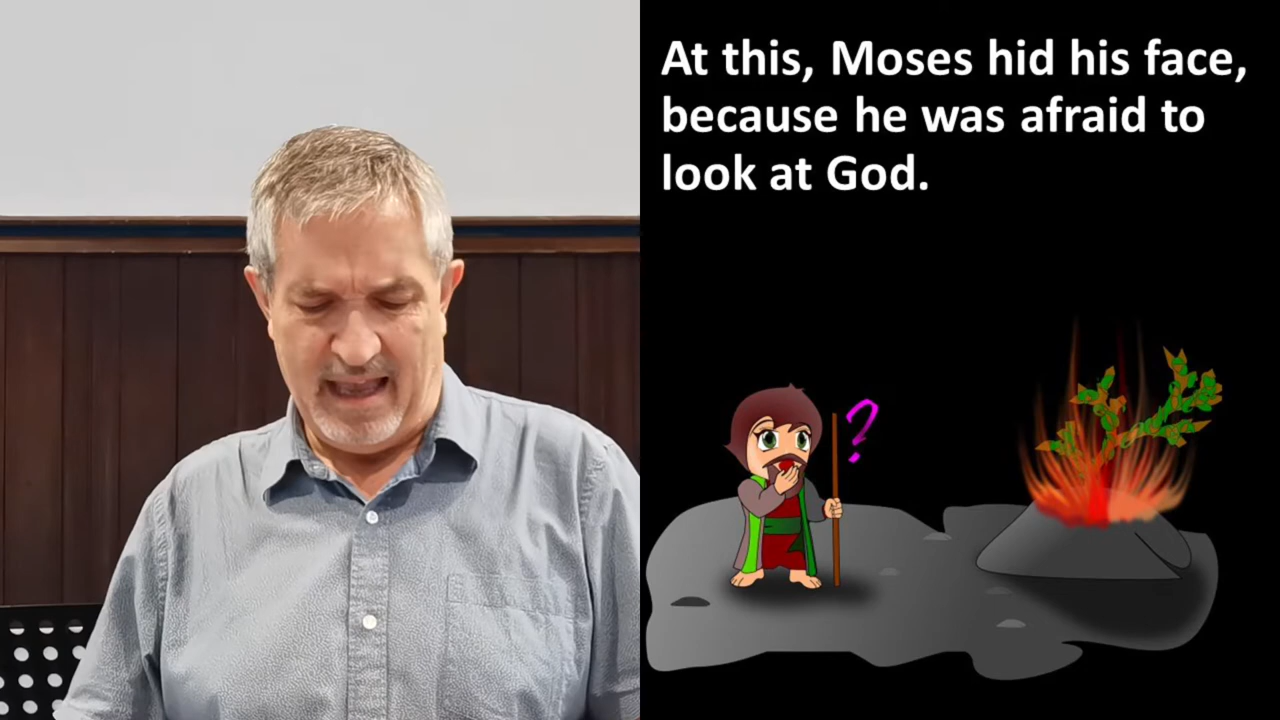 At this, Moses hid his face,
because he was afraid to
look at God.
?